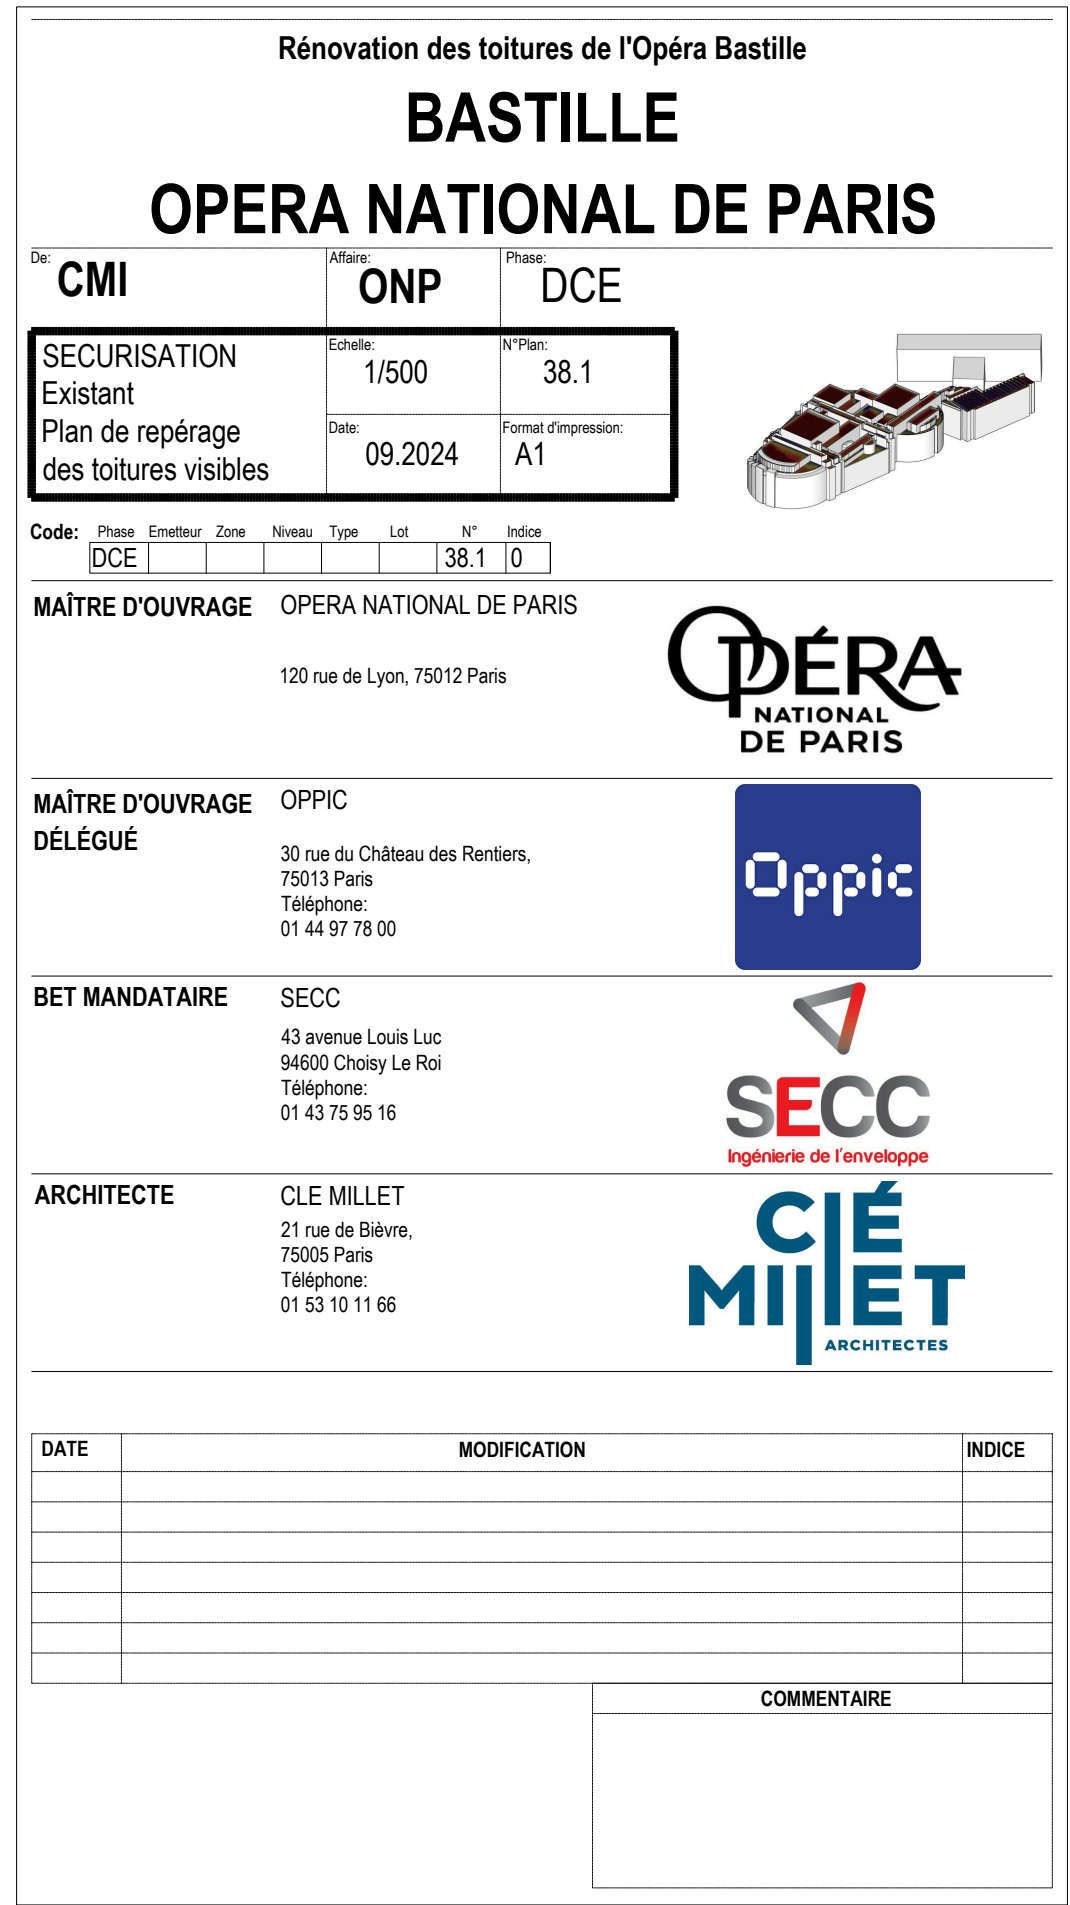 Rénovation des toitures de l'Opéra Bastille
BASTILLE
OPERA NATIONAL DE PARIS
De: CMI
Affaire: ONP
Phase: DCE
SECURISATION
Existant
Plan de repérage
des toitures visibles
Echelle:
1/500
N°Plan:
38.1
Date:
09.2024
Format d'impression:
A1
Code: Phase Emetteur Zone Niveau Type Lot N° Indice
DCE 38.1 0
MAÎTRE D'OUVRAGE
OPERA NATIONAL DE PARIS
120 rue de Lyon, 75012 Paris
OPÉRA
NATIONAL
DE PARIS
MAÎTRE D'OUVRAGE
DÉLÉGUÉ
OPPIC
30 rue du Château des Rentiers,
75013 Paris
Téléphone:
01 44 97 78 00
Oppic
BET MANDATAIRE
SECC
43 avenue Louis Luc
94600 Choisy Le Roi
Téléphone:
01 43 75 95 16
SECC
Ingénierie de l'enveloppe
ARCHITECTE
CLE MILLET
21 rue de Bièvre,
75005 Paris
Téléphone:
01 53 10 11 66
CLÉ
MILLET
ARCHITECTES
DATE MODIFICATION INDICE
COMMENTAIRE